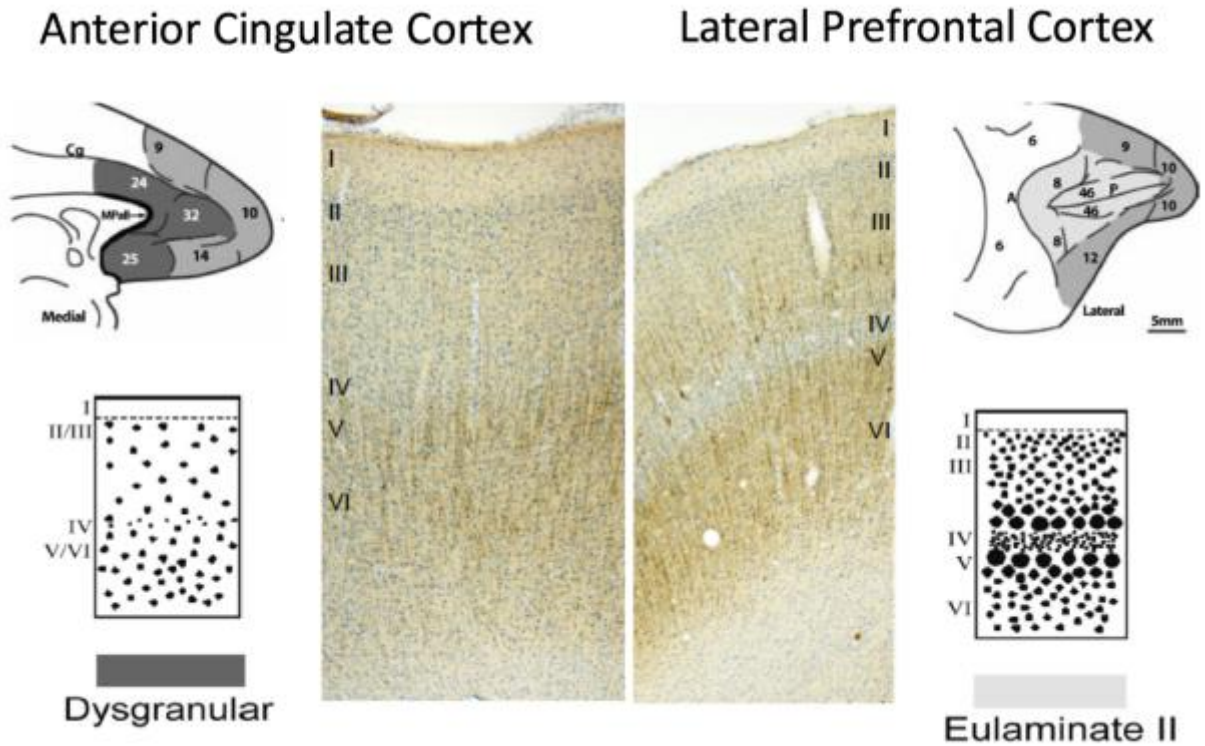 Anterior Cingulate Cortex
Lateral Prefrontal Cortex
Cg
9
24
MPall
32
10
25
14
Medial
I
II
III
IV
V
VI
I
II
III
IV
V
VI
6
9
8
10
46
P
A
46
10
6
8
12
Lateral
5mm
I
II/III
IV
V/VI
Dysgranular
I
II
III
IV
V
VI
Eulaminate II